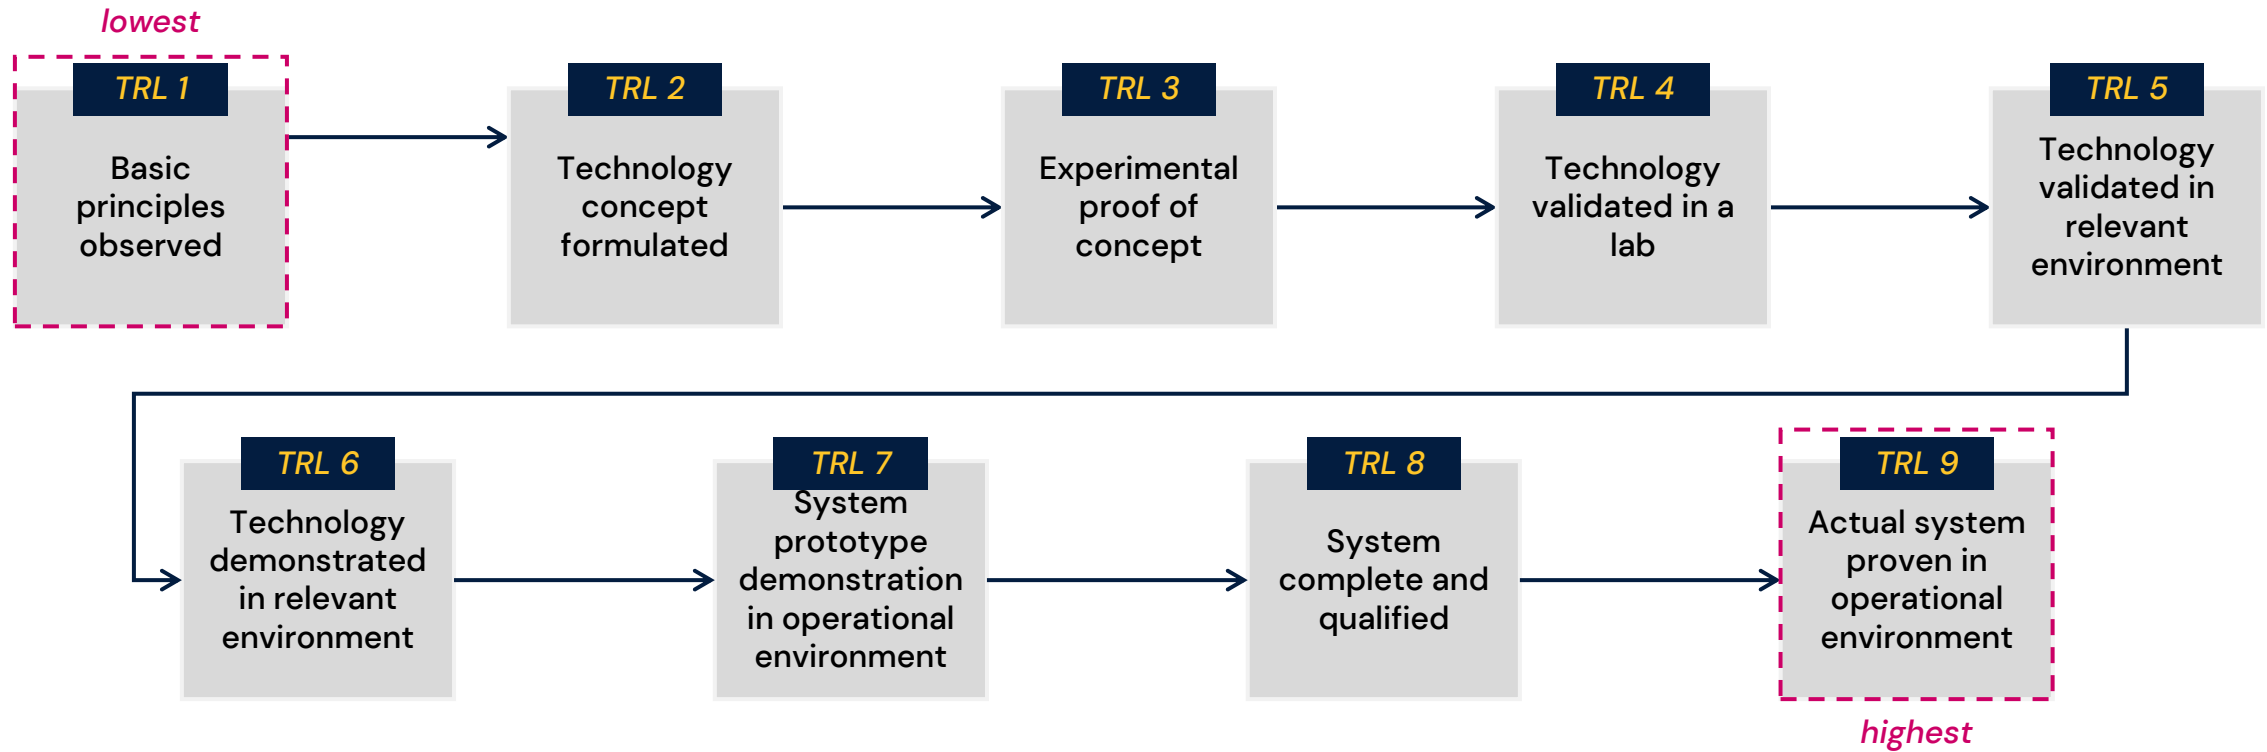 lowest
TRL 1
Basic
principles
observed
TRL 2
Technology
concept
formulated
TRL 3
Experimental
proof of
concept
TRL 4
Technology
validated in a
lab
TRL 5
Technology
validated in
relevant
environment
TRL 6
Technology
demonstrated
in relevant
environment
TRL 7
System
prototype
demonstration
in operational
environment
TRL 8
System
complete and
qualified
TRL 9
Actual system
proven in
operational
environment
highest